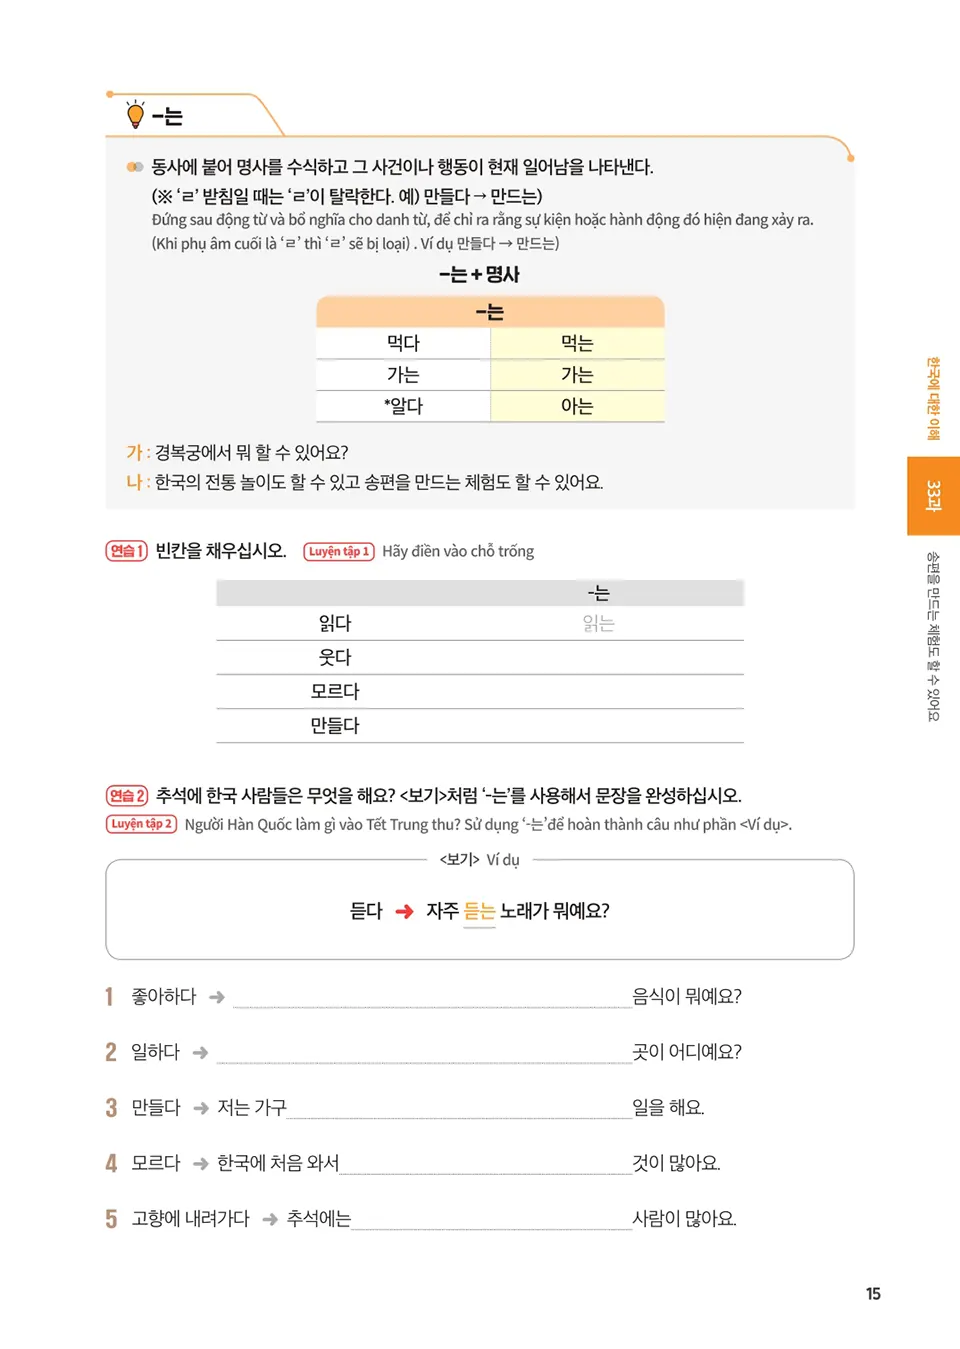 -는
동사에 붙어 명사를 수식하고 그 사건이나 행동이 현재 일어남을 나타낸다.
(※ ‘ㄹ’ 받침일 때는 ‘ㄹ’이 탈락한다. 예) 만들다 → 만드는)
Đứng sau động từ và bổ nghĩa cho danh từ, để chỉ ra rằng sự kiện hoặc hành động đó hiện đang xảy ra.
(Khi phụ âm cuối là ‘ㄹ’ thì ‘ㄹ’ sẽ bị loại) . Ví dụ 만들다 → 만드는)
-는 + 명사
-는
먹다 먹는
가는 가는
*알다 아는
가 : 경복궁에서 뭐 할 수 있어요?
나 : 한국의 전통 놀이도 할 수 있고 송편을 만드는 체험도 할 수 있어요.
연습 1 빈칸을 채우십시오. Luyện tập 1 Hãy điền vào chỗ trống
-는
읽다 읽는
웃다
모르다
만들다
연습 2 추석에 한국 사람들은 무엇을 해요? <보기>처럼 ‘-는’를 사용해서 문장을 완성하십시오.
Luyện tập 2 Người Hàn Quốc làm gì vào Tết Trung thu? Sử dụng ‘-는’để hoàn thành câu như phần <Ví dụ>.
<보기> Ví dụ
듣다 ➜ 자주 듣는 노래가 뭐예요?
1 좋아하다 ➜ 음식이 뭐예요?
2 일하다 ➜ 곳이 어디예요?
3 만들다 ➜ 저는 가구 일을 해요.
4 모르다 ➜ 한국에 처음 와서 것이 많아요.
5 고향에 내려가다 ➜ 추석에는 사람이 많아요.
한국에 대한 이해
33과
송편을 만드는 체험도 할 수 있어요
15